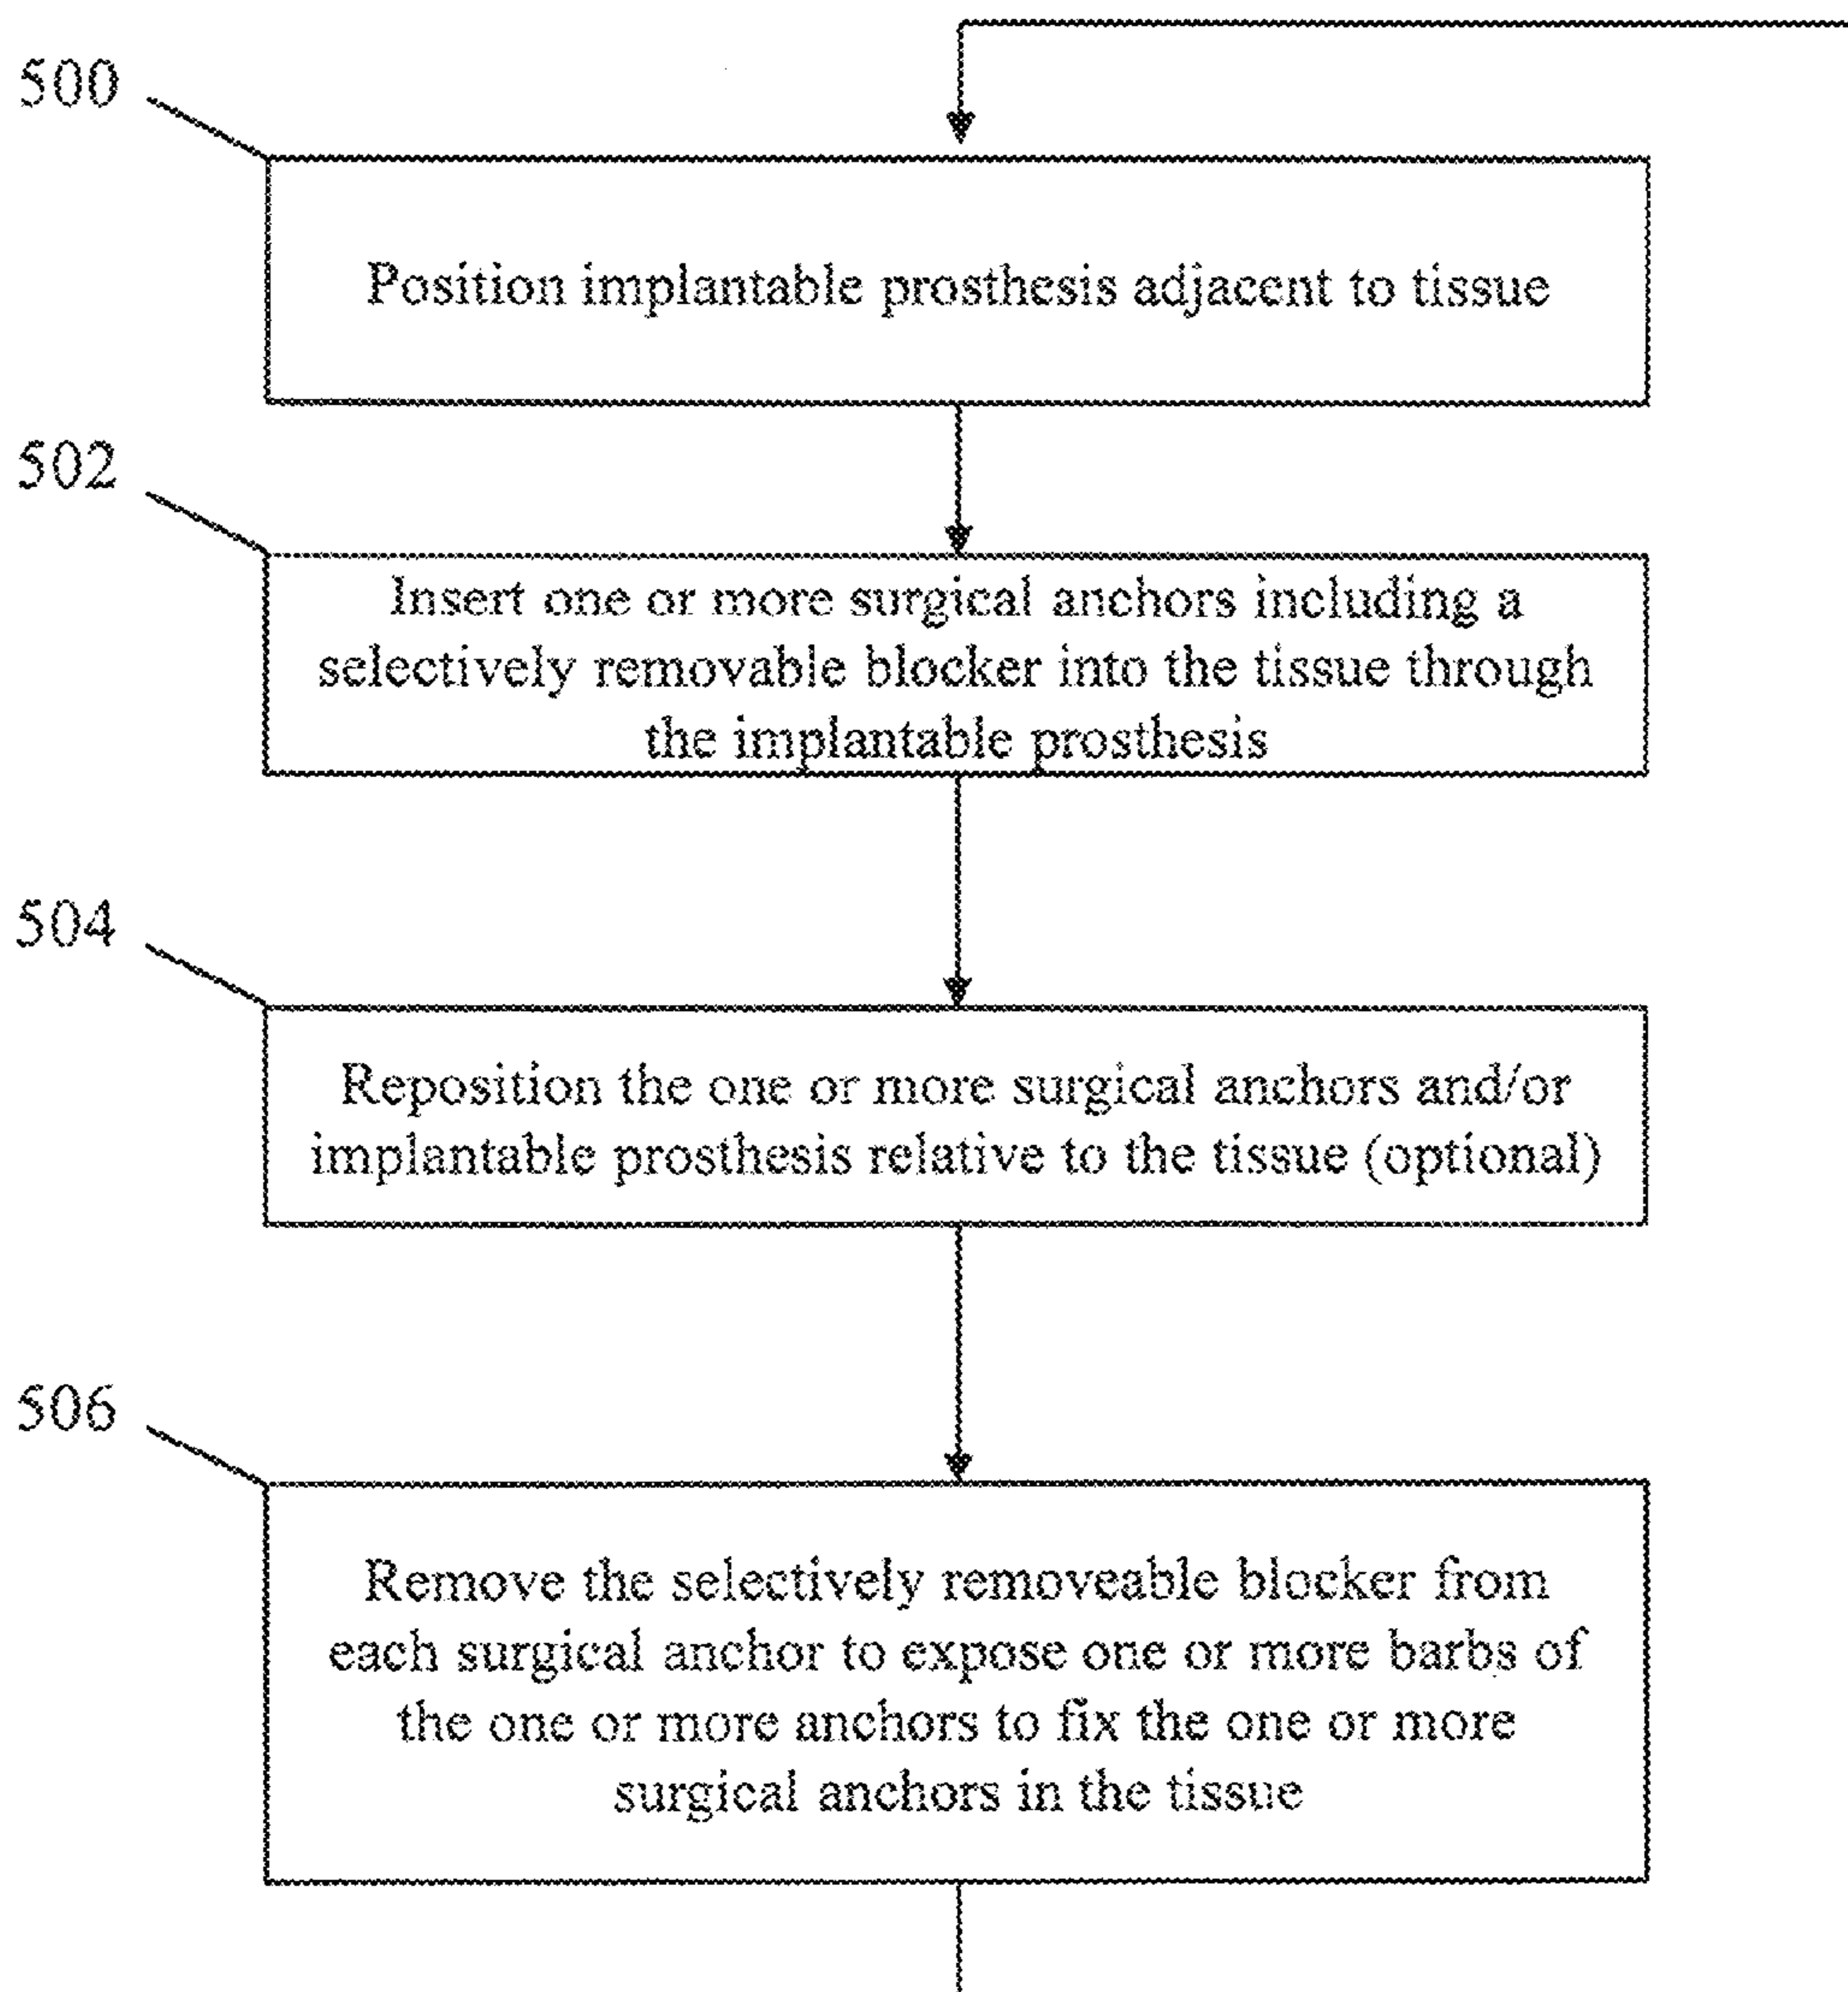 500
Position implantable prosthesis adjacent to tissue
502
Insert one or more surgical anchors including a
selectively removable blocker into the tissue through
the implantable prosthesis
504
Reposition the one or more surgical anchors and/or
implantable prosthesis relative to the tissue (optional)
506
Remove the selectively removeable blocker from
each surgical anchor to expose one or more barbs of
the one or more anchors to fix the one or more
surgical anchors in the tissue